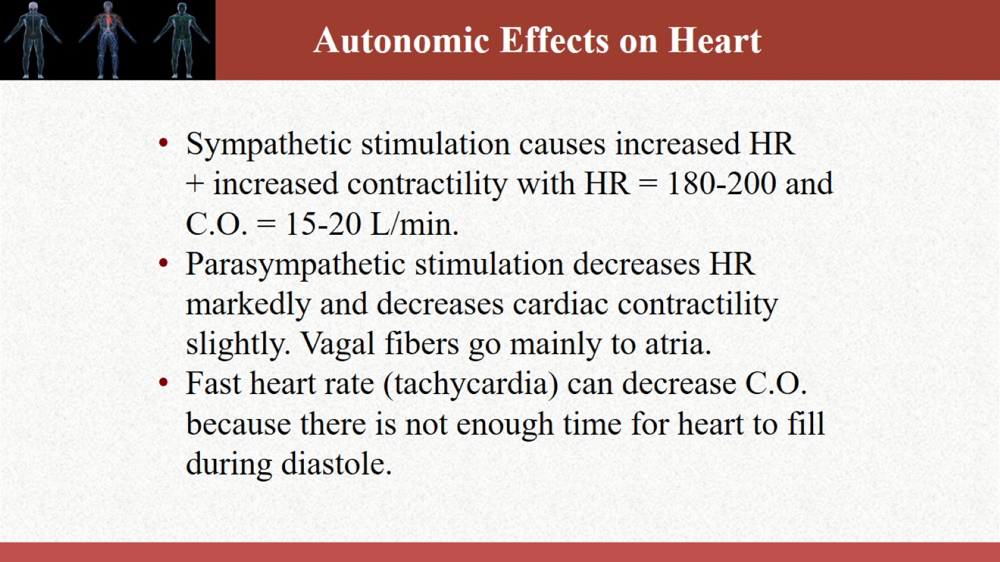 Autonomic Effects on Heart
• Sympathetic stimulation causes increased HR
+ increased contractility with HR = 180-200 and
C.O. = 15-20 L/min.
• Parasympathetic stimulation decreases HR
markedly and decreases cardiac contractility
slightly. Vagal fibers go mainly to atria.
• Fast heart rate (tachycardia) can decrease C.O.
because there is not enough time for heart to fill
during diastole.